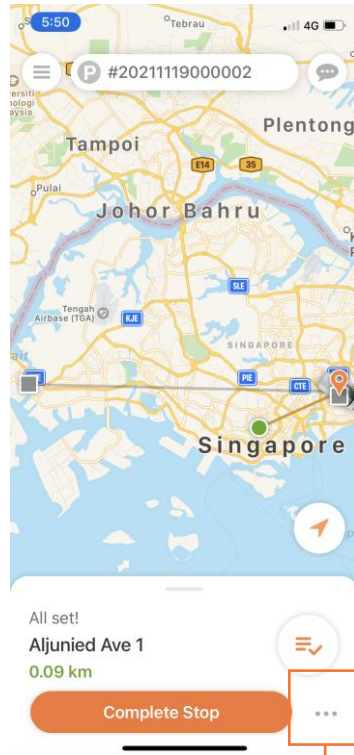 5:50
Tebrau
4G
P #20211119000002
Plentong
Tampoi
E14
35
Pulai
Johor Bahru
SLE
Tengah
Airbase (TGA)
KJE
SINGAPORE
PIE
CTE
Singapore
All set!
Aljunied Ave 1
0.09 km
Complete Stop